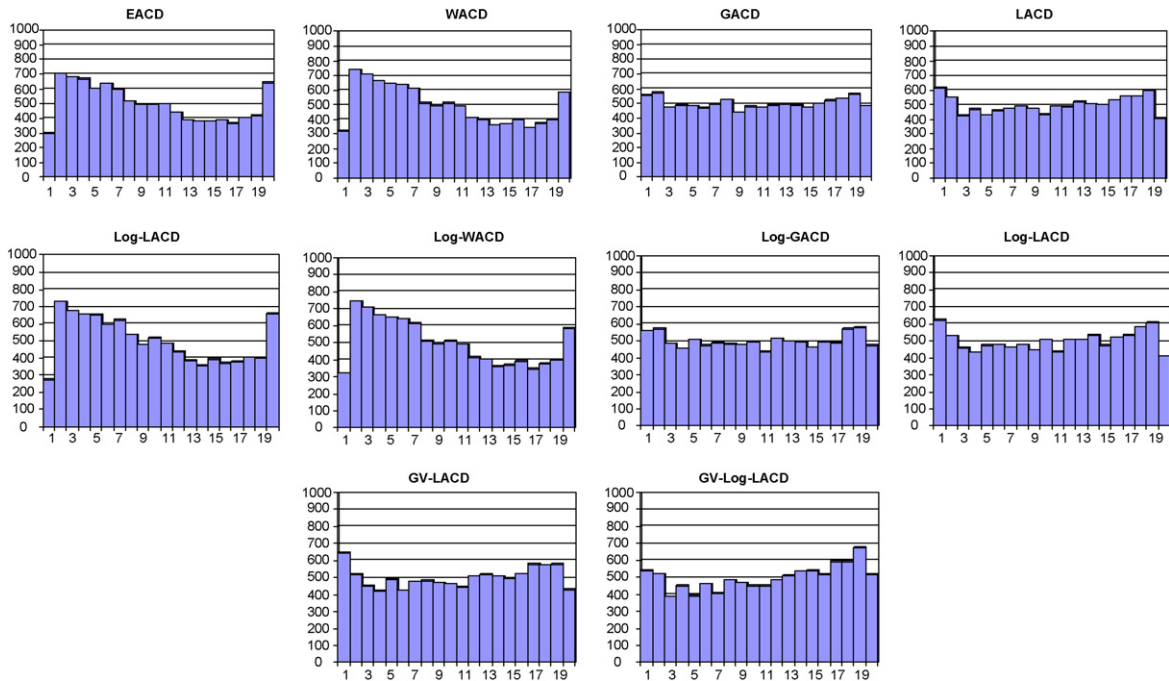 EACD WACD GACD LACD
1000 1000 1000 1000
900 900 900 900
800 800 800 800
700 700 700 700
600 600 600 600
500 500 500 500
400 400 400 400
300 300 300 300
200 200 200 200
100 100 100 100
0 0 0 0
1 3 5 7 9 11 13 15 17 19 1 3 5 7 9 11 13 15 17 19 1 3 5 7 9 11 13 15 17 19 1 3 5 7 9 11 13 15 17 19
Log-LACD Log-WACD Log-GACD Log-LACD
1000 1000 1000 1000
900 900 900 900
800 800 800 800
700 700 700 700
600 600 600 600
500 500 500 500
400 400 400 400
300 300 300 300
200 200 200 200
100 100 100 100
0 0 0 0
1 3 5 7 9 11 13 15 17 19 1 3 5 7 9 11 13 15 17 19 1 3 5 7 9 11 13 15 17 19 1 3 5 7 9 11 13 15 17 19
GV-LACD GV-Log-LACD
1000 1000
900 900
800 800
700 700
600 600
500 500
400 400
300 300
200 200
100 100
0 0
1 3 5 7 9 11 13 15 17 19 1 3 5 7 9 11 13 15 17 19